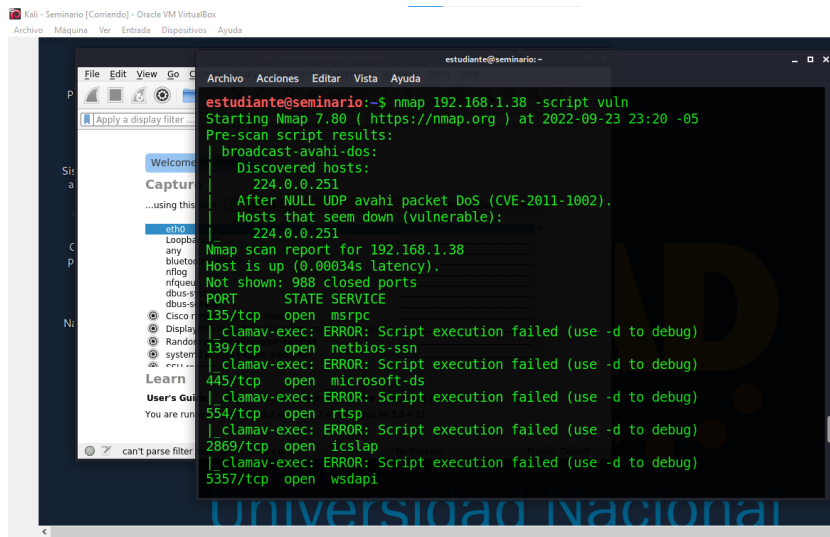 Kali - Seminario [Corriendo] - Oracle VM VirtualBox
Archivo Máquina Ver Entrada Dispositivos Ayuda
estudiante@seminario: ~
File Edit View Go
Archivo Acciones Editar Vista Ayuda
Apply a display filter ...
Welcome
Captur
...using this
eth0
Loopba
any
bluetoo
nflog
nfqueu
dbus-sy
dbus-se
Cisco r
Display
Random
system
Learn
User's Gui
You are run
can't parse filter
estudiante@seminario:~$ nmap 192.168.1.38 -script vuln
Starting Nmap 7.80 ( https://nmap.org ) at 2022-09-23 23:20 -05
Pre-scan script results:
| broadcast-avahi-dos:
|   Discovered hosts:
|     224.0.0.251
|   After NULL UDP avahi packet DoS (CVE-2011-1002).
|   Hosts that seem down (vulnerable):
|_    224.0.0.251
Nmap scan report for 192.168.1.38
Host is up (0.00034s latency).
Not shown: 988 closed ports
PORT     STATE SERVICE
135/tcp  open  msrpc
|_clamav-exec: ERROR: Script execution failed (use -d to debug)
139/tcp  open  netbios-ssn
|_clamav-exec: ERROR: Script execution failed (use -d to debug)
445/tcp  open  microsoft-ds
|_clamav-exec: ERROR: Script execution failed (use -d to debug)
554/tcp  open  rtsp
|_clamav-exec: ERROR: Script execution failed (use -d to debug)
2869/tcp open  icslap
|_clamav-exec: ERROR: Script execution failed (use -d to debug)
5357/tcp open  wsdapi
Universidad Nacional